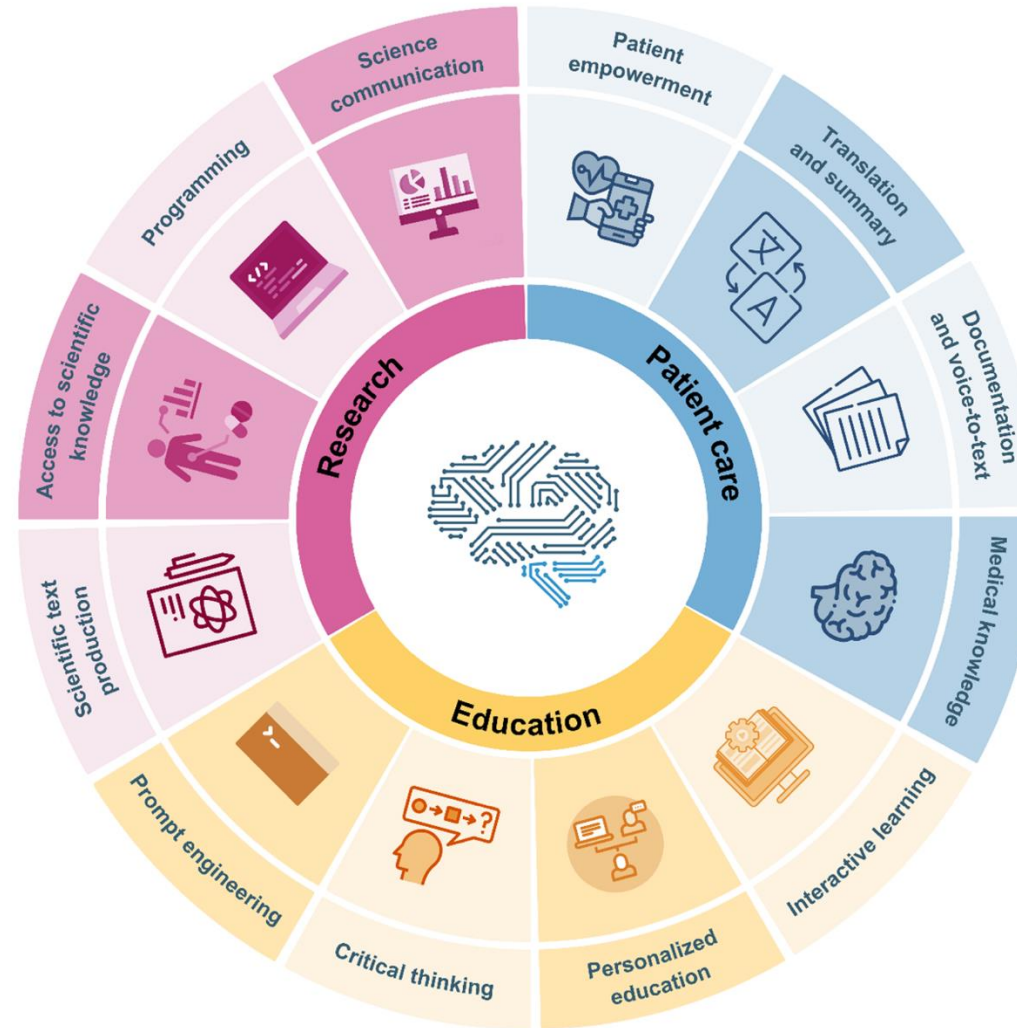 Science
communication
Patient
empowerment
Translation
and summary
Documentation
and voice-to-text
Medical knowledge
Interactive learning
Personalized
education
Critical thinking
Prompt engineering
Scientific text
production
Access to scientific
knowledge
Programming
Research
Patient care
Education